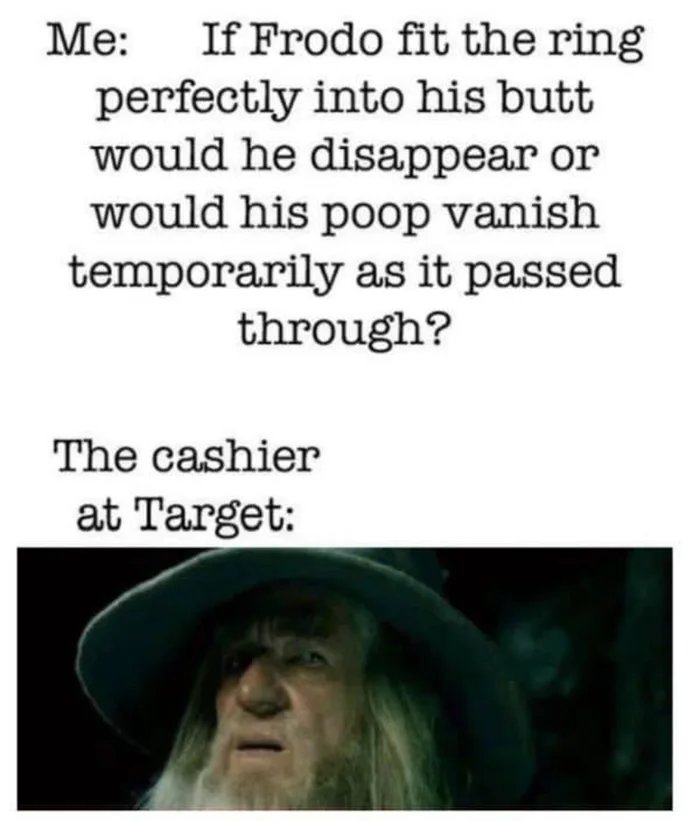 Me: If Frodo fit the ring
perfectly into his butt
would he disappear or
would his poop vanish
temporarily as it passed
through?
The cashier
at Target: